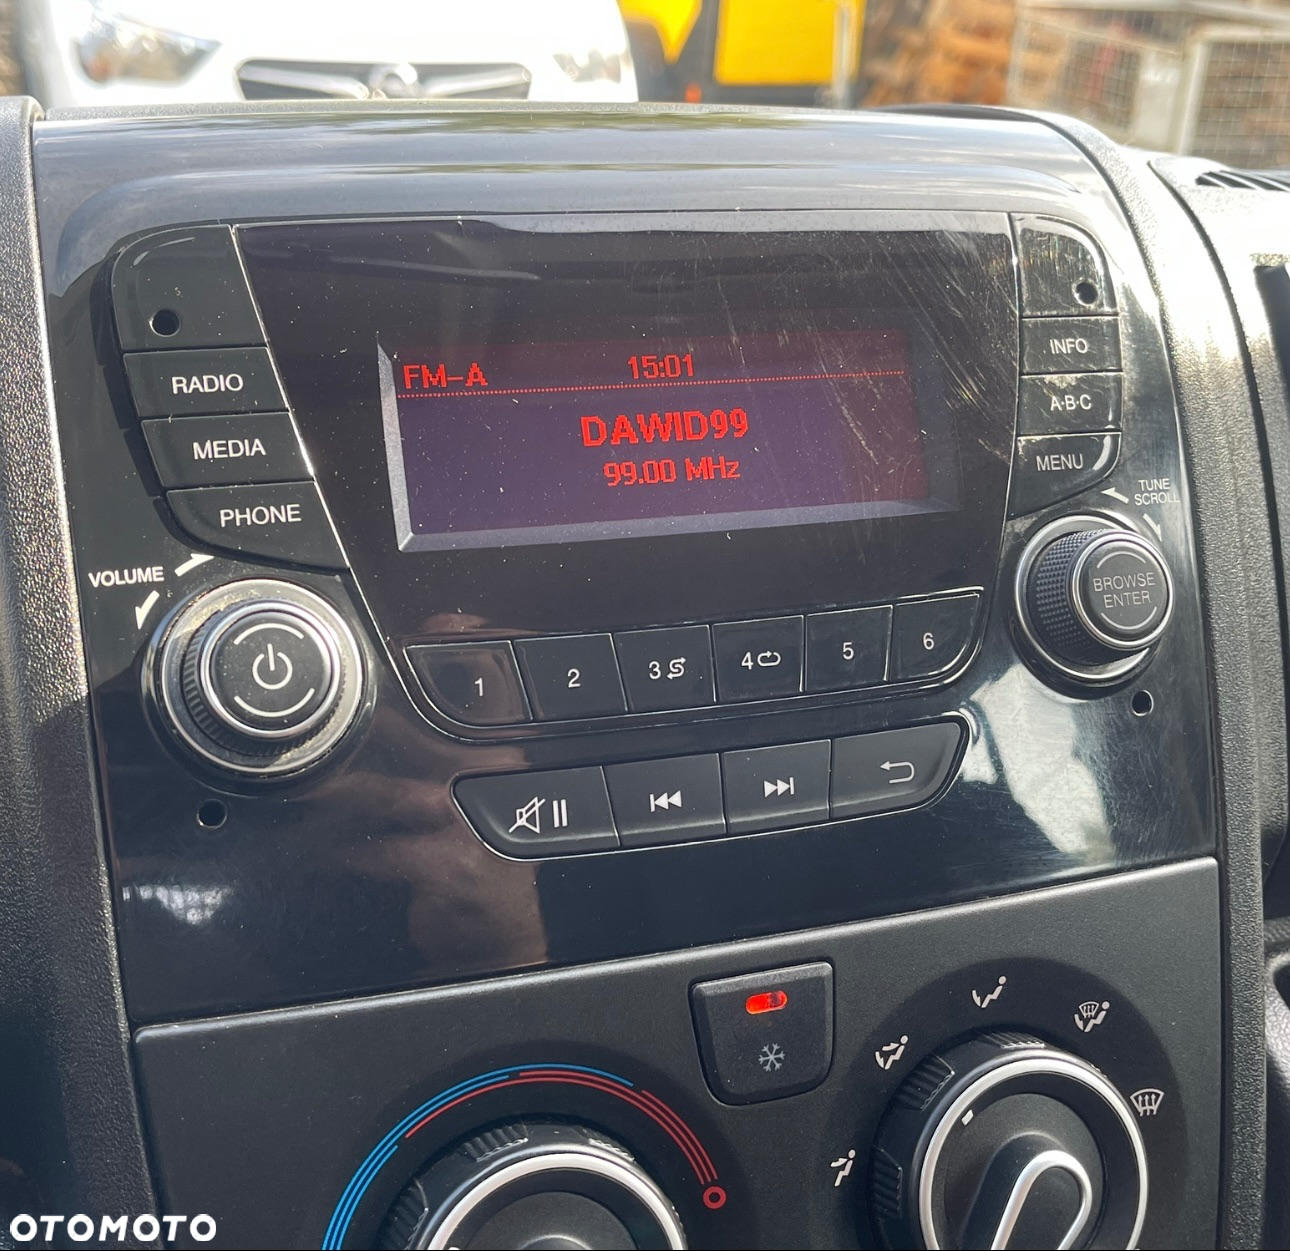 FM-A 15:01
DAWID99
99.00 MHz
RADIO
MEDIA
PHONE
VOLUME
INFO
A·B·C
MENU
TUNE
SCROLL
BROWSE
ENTER
1 2 3 4 5 6
OTOMOTO